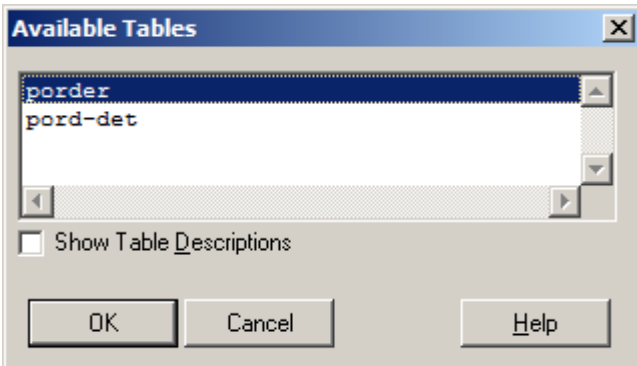 Available Tables
porder
pord-det
Show Table Descriptions
OK Cancel Help